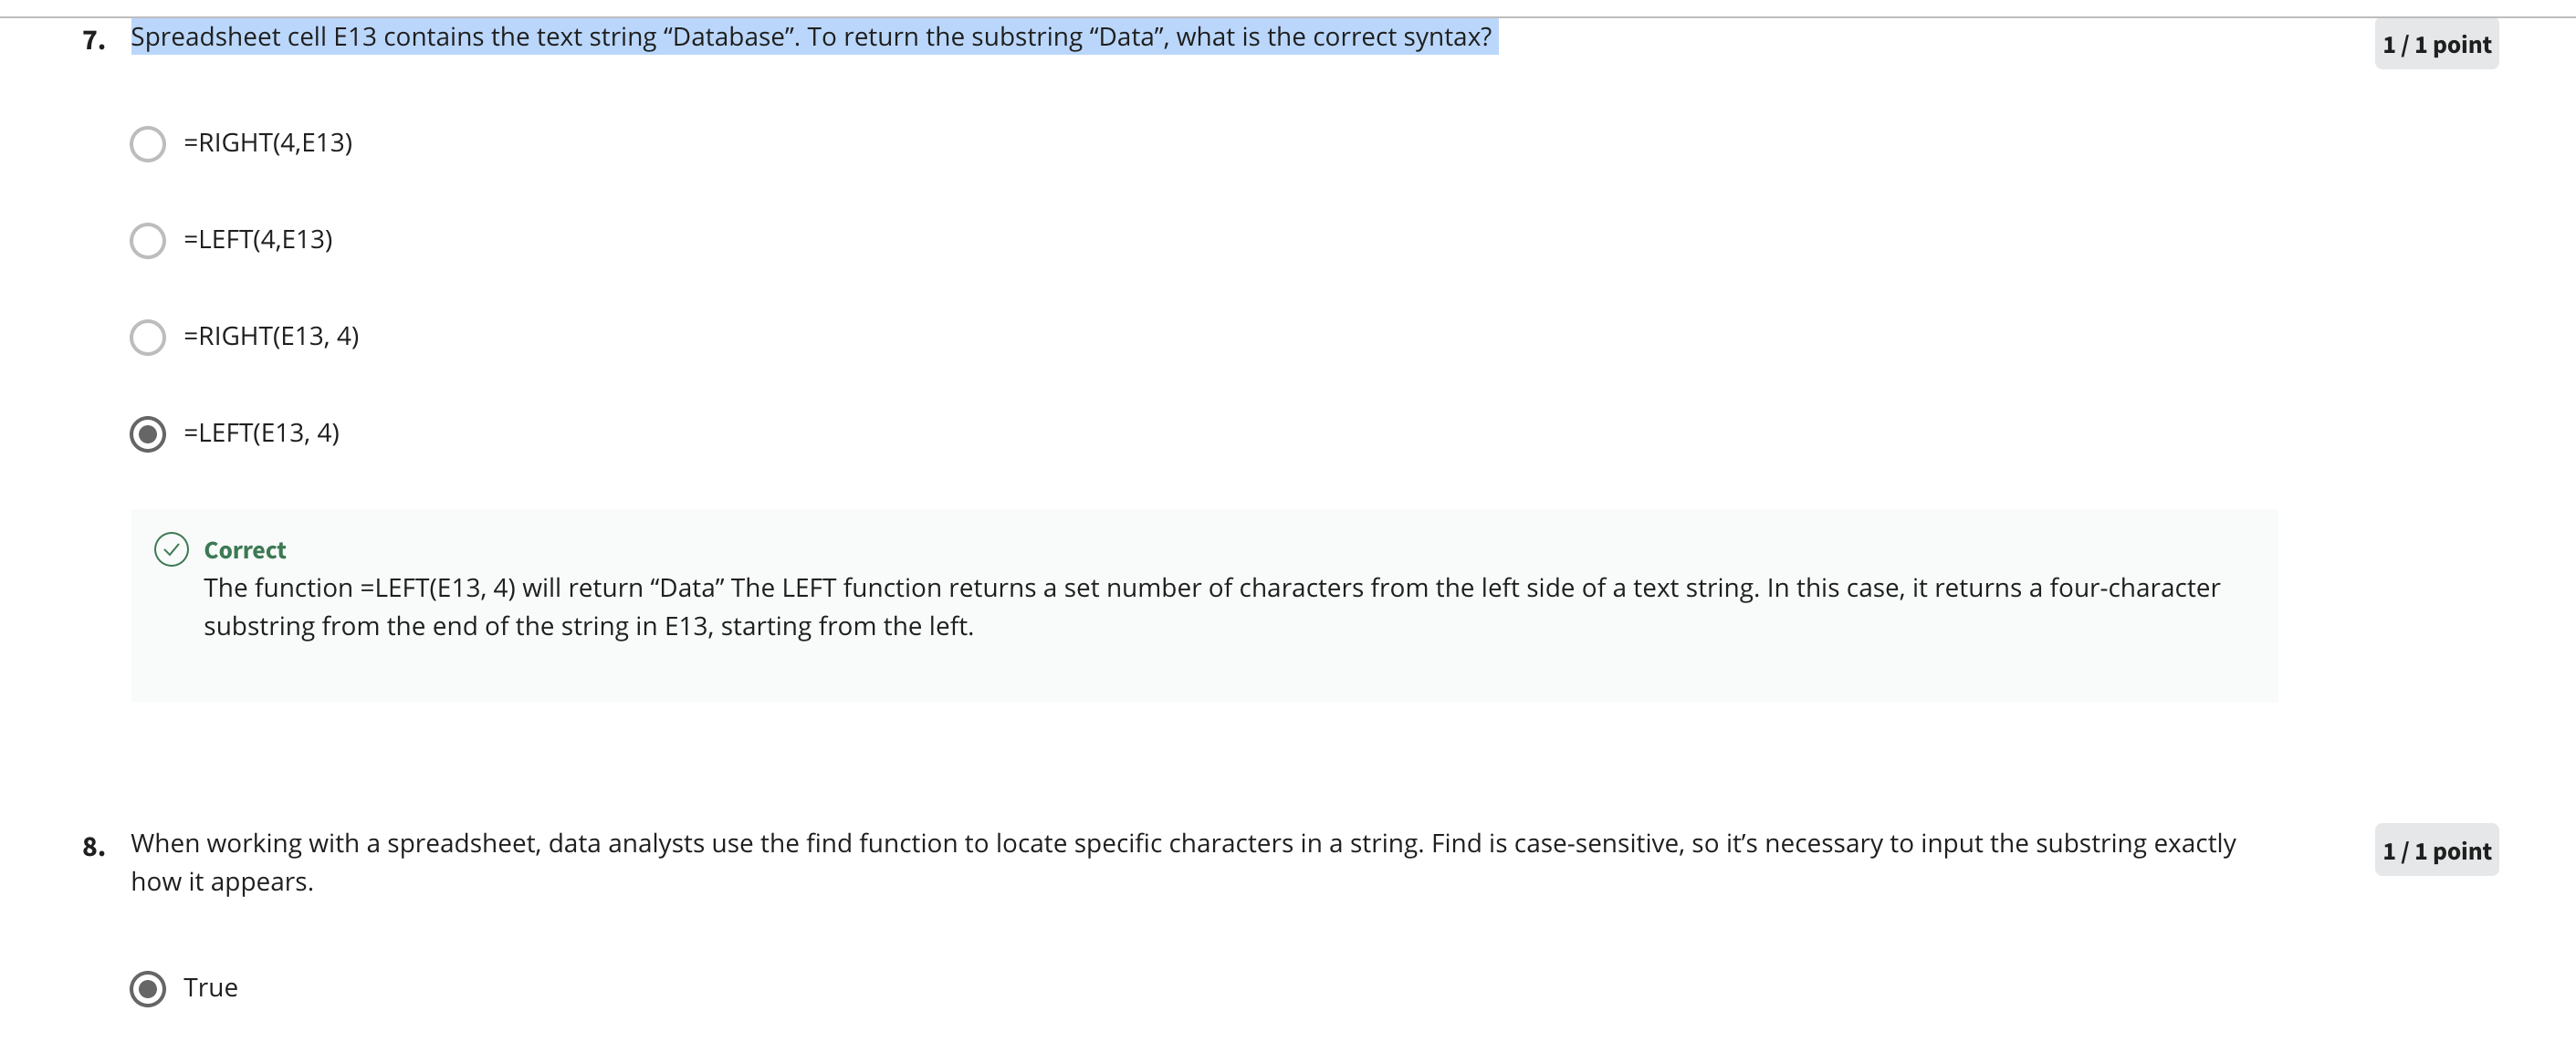 7. Spreadsheet cell E13 contains the text string “Database”. To return the substring “Data”, what is the correct syntax?
1 / 1 point
=RIGHT(4,E13)
=LEFT(4,E13)
=RIGHT(E13, 4)
=LEFT(E13, 4)
Correct
The function =LEFT(E13, 4) will return “Data” The LEFT function returns a set number of characters from the left side of a text string. In this case, it returns a four-character
substring from the end of the string in E13, starting from the left.
8. When working with a spreadsheet, data analysts use the find function to locate specific characters in a string. Find is case-sensitive, so it’s necessary to input the substring exactly
how it appears.
1 / 1 point
True